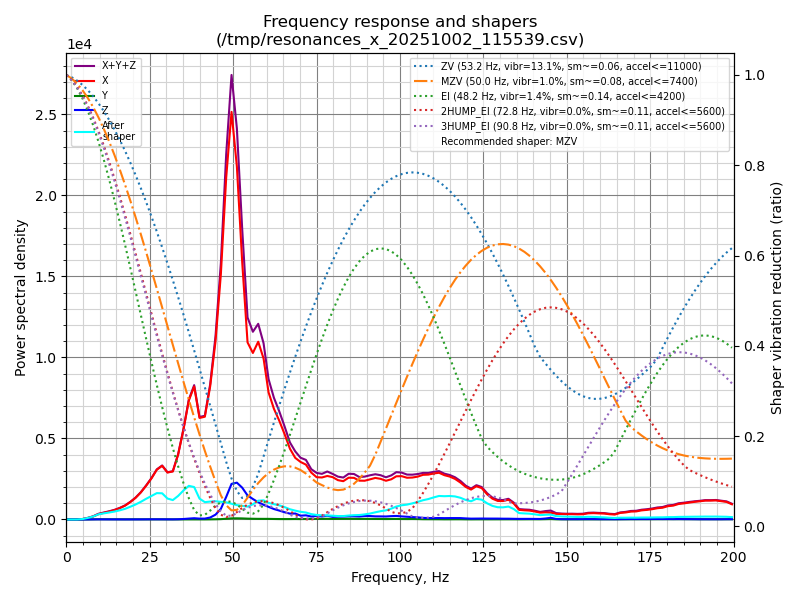 Frequency response and shapers
(/tmp/resonances_x_20251002_115539.csv)
1e4
X+Y+Z
X
Y
Z
After
shaper
ZV (53.2 Hz, vibr=13.1%, sm~=0.06, accel<=11000)
MZV (50.0 Hz, vibr=1.0%, sm~=0.08, accel<=7400)
EI (48.2 Hz, vibr=1.4%, sm~=0.14, accel<=4200)
2HUMP_EI (72.8 Hz, vibr=0.0%, sm~=0.11, accel<=5600)
3HUMP_EI (90.8 Hz, vibr=0.0%, sm~=0.11, accel<=5600)
Recommended shaper: MZV
Power spectral density
2.5
2.0
1.5
1.0
0.5
0.0
1.0
0.8
0.6
0.4
0.2
0.0
Shaper vibration reduction (ratio)
0 25 50 75 100 125 150 175 200
Frequency, Hz